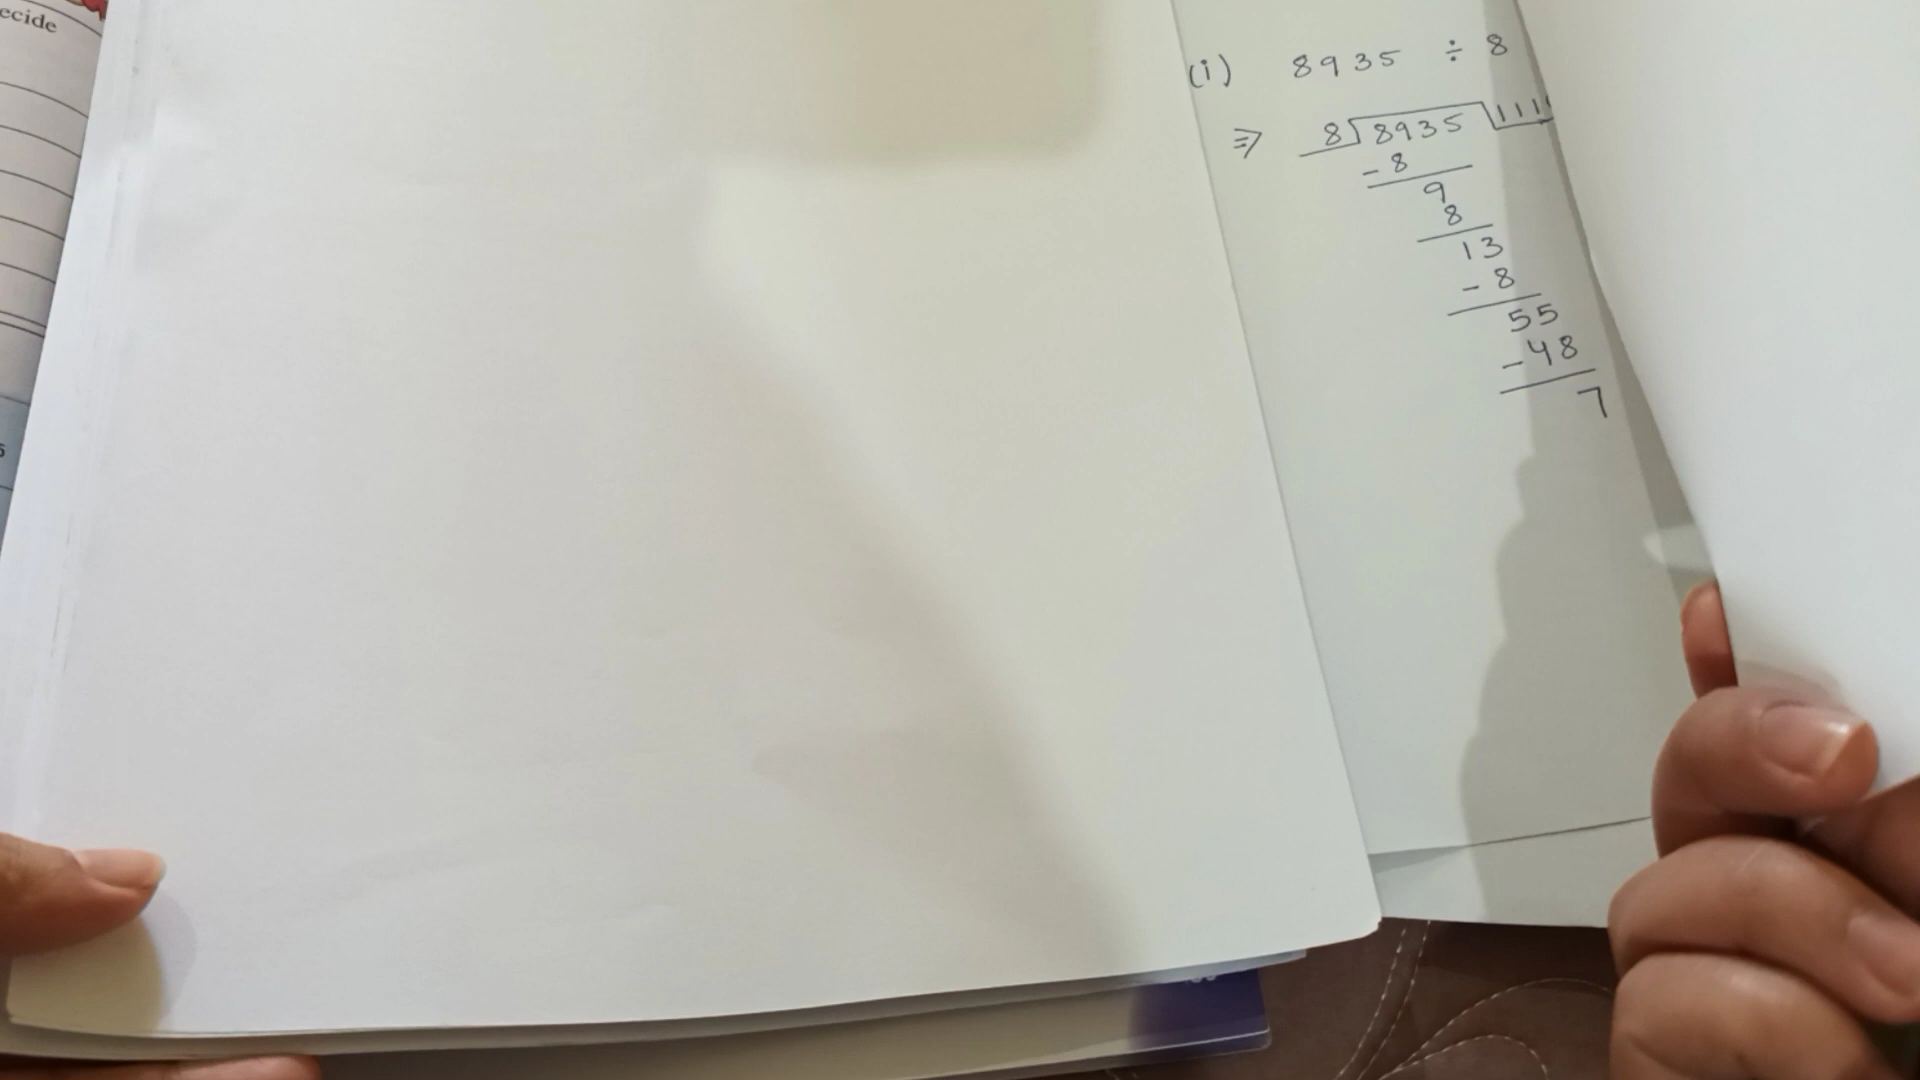 ecide
(i) 8935 ÷ 8
⇒ 8 8935 111
- 8
9
8
13
- 8
55
- 48
7